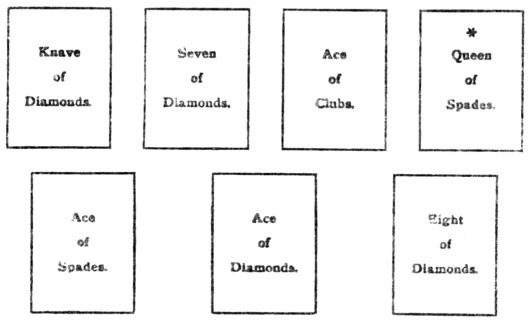 Knave
of
Diamonds.
Seven
of
Diamonds.
Ace
of
Clubs.
*
Queen
of
Spades.
Ace
of
Spades.
Ace
of
Diamonds.
Eight
of
Diamonds.